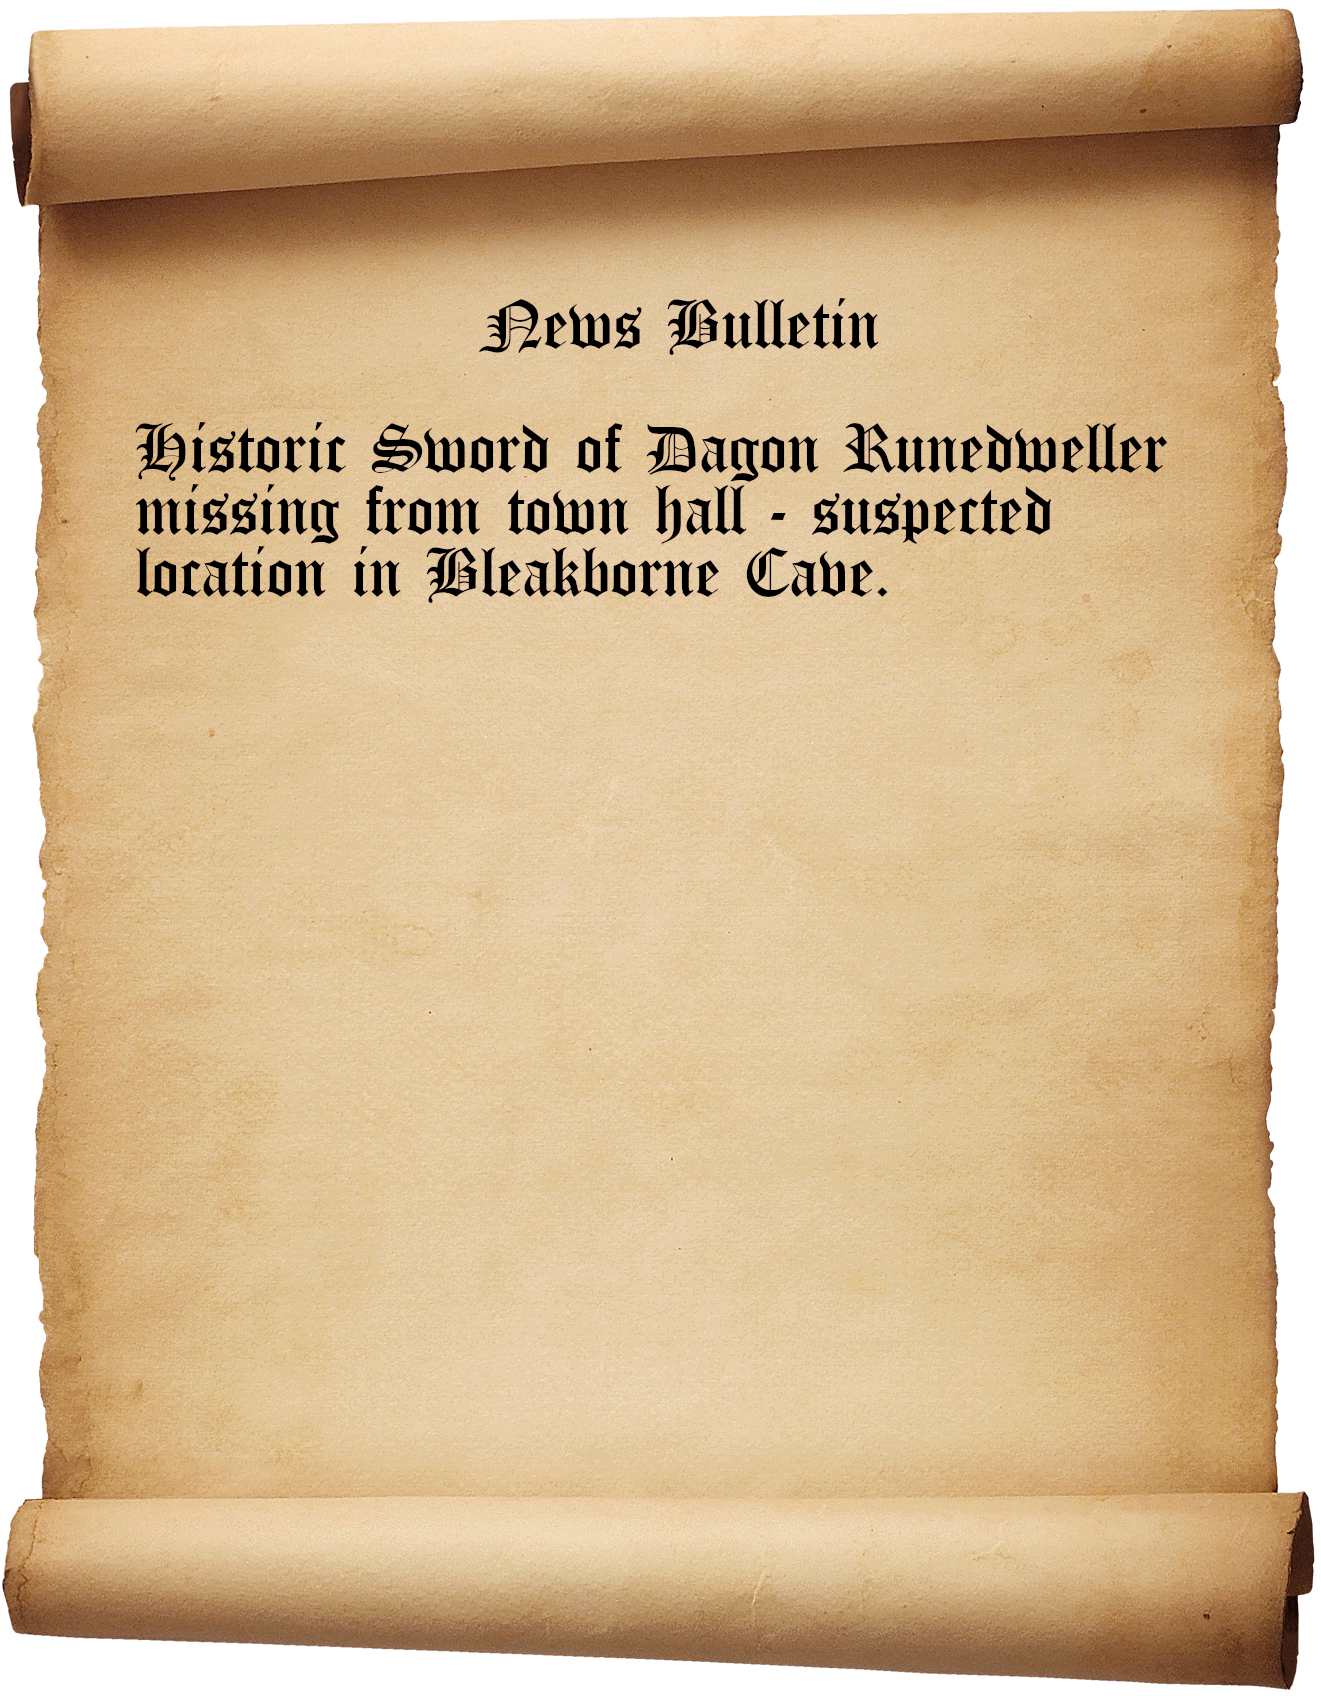 News Bulletin
Historic Sword of Dagon Runedweller
missing from town hall - suspected
location in Bleakborne Cave.